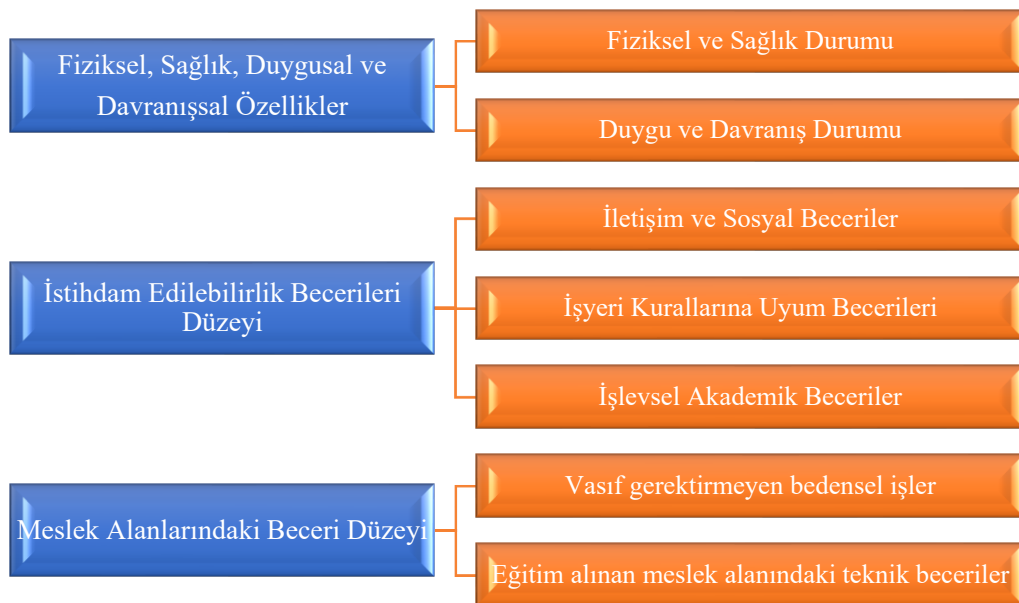 Fiziksel, Sağlık, Duygusal ve
Davranışsal Özellikler
Fiziksel ve Sağlık Durumu
Duygu ve Davranış Durumu
İstihdam Edilebilirlik Becerileri
Düzeyi
İletişim ve Sosyal Beceriler
İşyeri Kurallarına Uyum Becerileri
İşlevsel Akademik Beceriler
Meslek Alanlarındaki Beceri Düzeyi
Vasıf gerektirmeyen bedensel işler
Eğitim alınan meslek alanındaki teknik beceriler